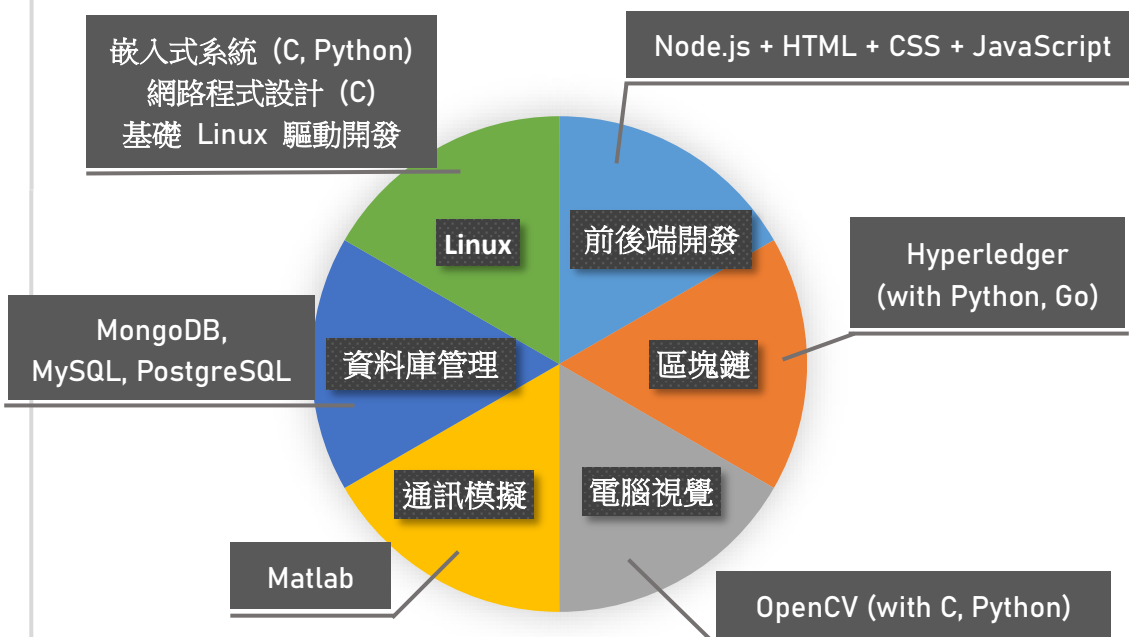 嵌入式系統 (C, Python)
網路程式設計 (C)
基礎 Linux 驅動開發
Node.js + HTML + CSS + JavaScript
Linux
前後端開發
Hyperledger
(with Python, Go)
MongoDB,
MySQL, PostgreSQL
資料庫管理
區塊鏈
通訊模擬
電腦視覺
Matlab
OpenCV (with C, Python)